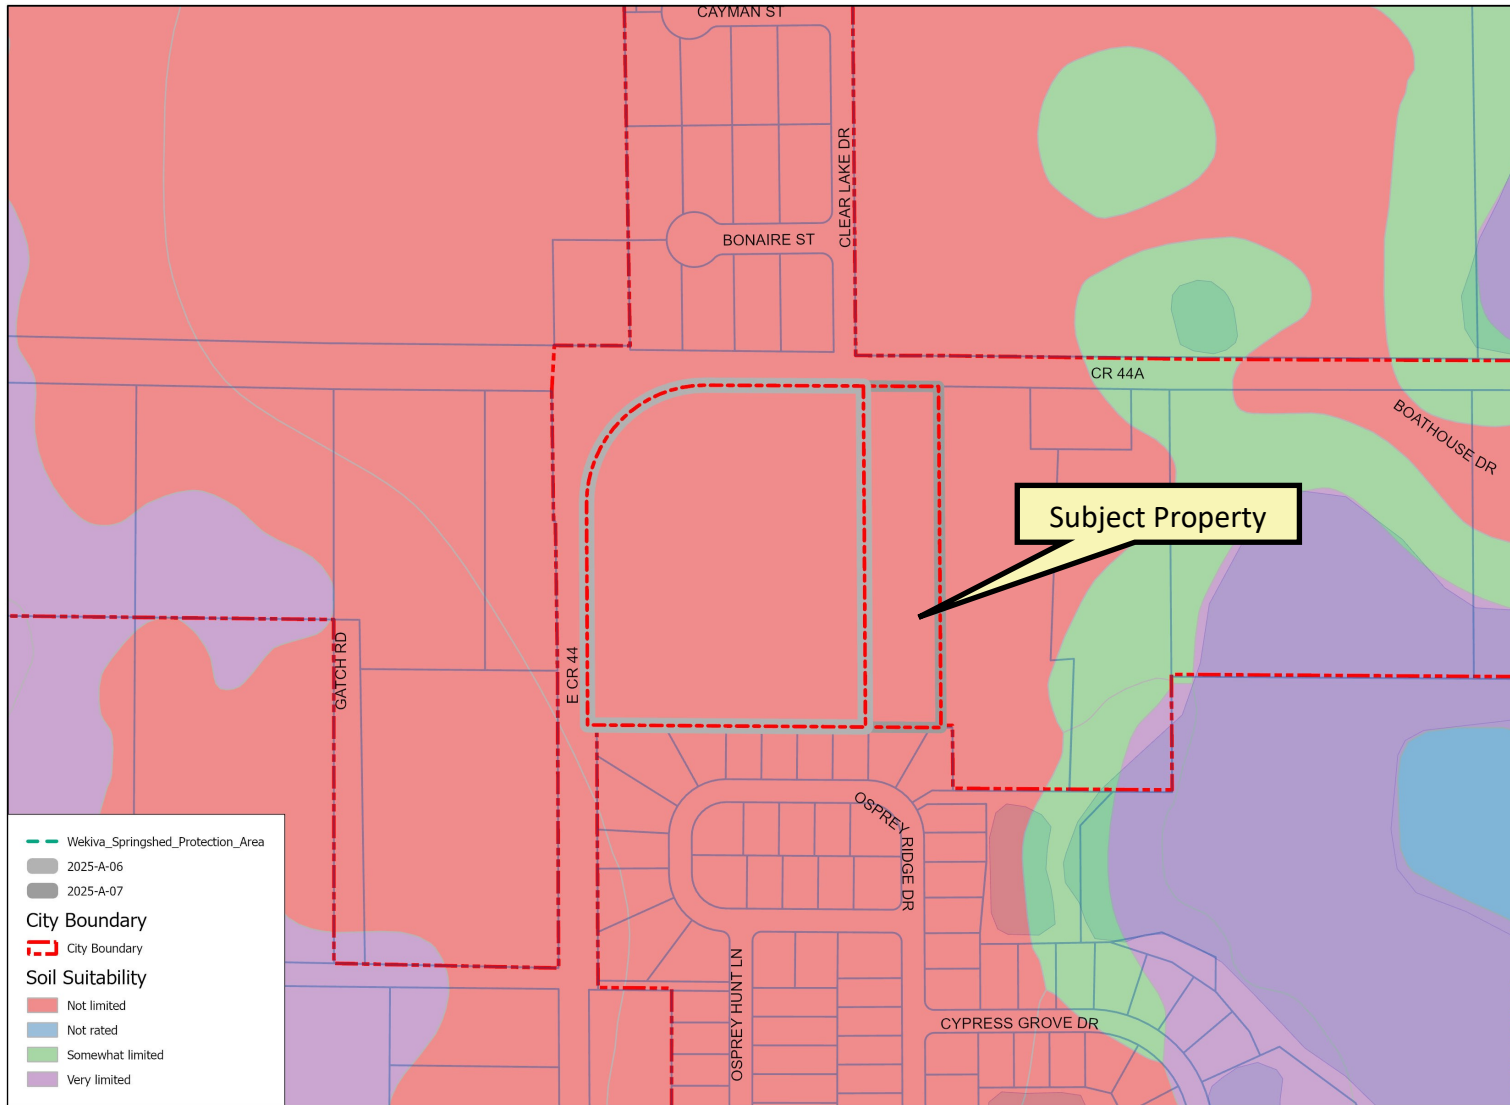 CAYMAN ST
CLEAR LAKE DR
BONAIRE ST
CR 44A
BOATHOUSE DR
Subject Property
GATCH RD
E CR 44
OSPREY RIDGE DR
OSPREY HUNT LN
CYPRESS GROVE DR
Wekiva_Springshed_Protection_Area
2025-A-06
2025-A-07
City Boundary
City Boundary
Soil Suitability
Not limited
Not rated
Somewhat limited
Very limited